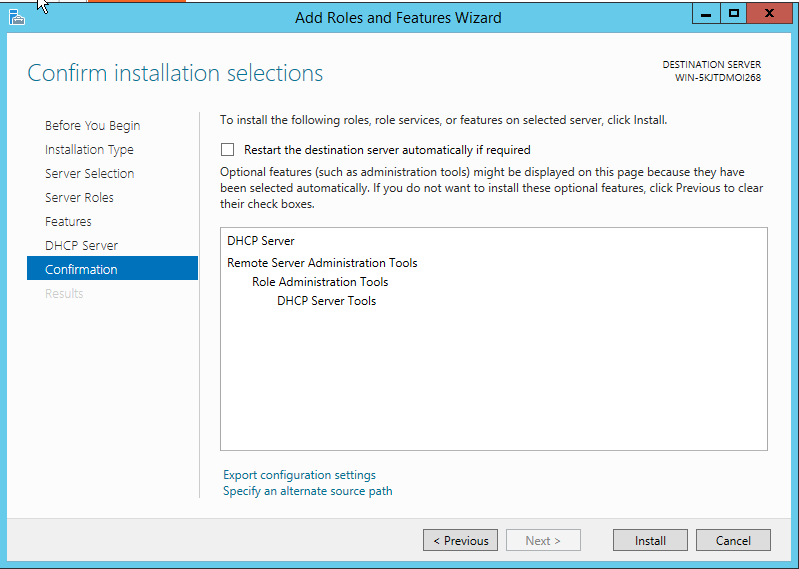 Add Roles and Features Wizard
Confirm installation selections
DESTINATION SERVER
WIN-5KJTDMOI268
Before You Begin
Installation Type
Server Selection
Server Roles
Features
DHCP Server
Confirmation
Results
To install the following roles, role services, or features on selected server, click Install.
Restart the destination server automatically if required
Optional features (such as administration tools) might be displayed on this page because they have
been selected automatically. If you do not want to install these optional features, click Previous to clear
their check boxes.
DHCP Server
Remote Server Administration Tools
Role Administration Tools
DHCP Server Tools
Export configuration settings
Specify an alternate source path
< Previous
Next >
Install
Cancel